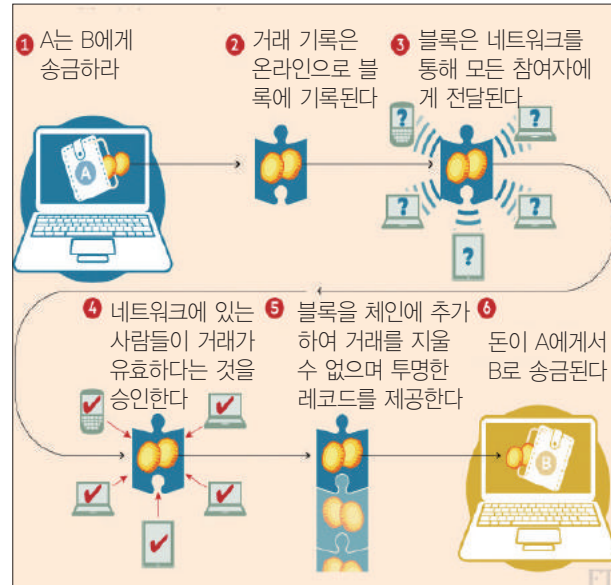 1 A는 B에게
송금하라
2 거래 기록은
온라인으로 블
록에 기록된다
3 블록은 네트워크를
통해 모든 참여자에
게 전달된다
A
?
?
?
?
?
4 네트워크에 있는
사람들이 거래가
유효하다는 것을
승인한다
5 블록을 체인에 추가
하여 거래를 지울
수 없으며 투명한
레코드를 제공한다
6
돈이 A에게서
B로 송금된다
B